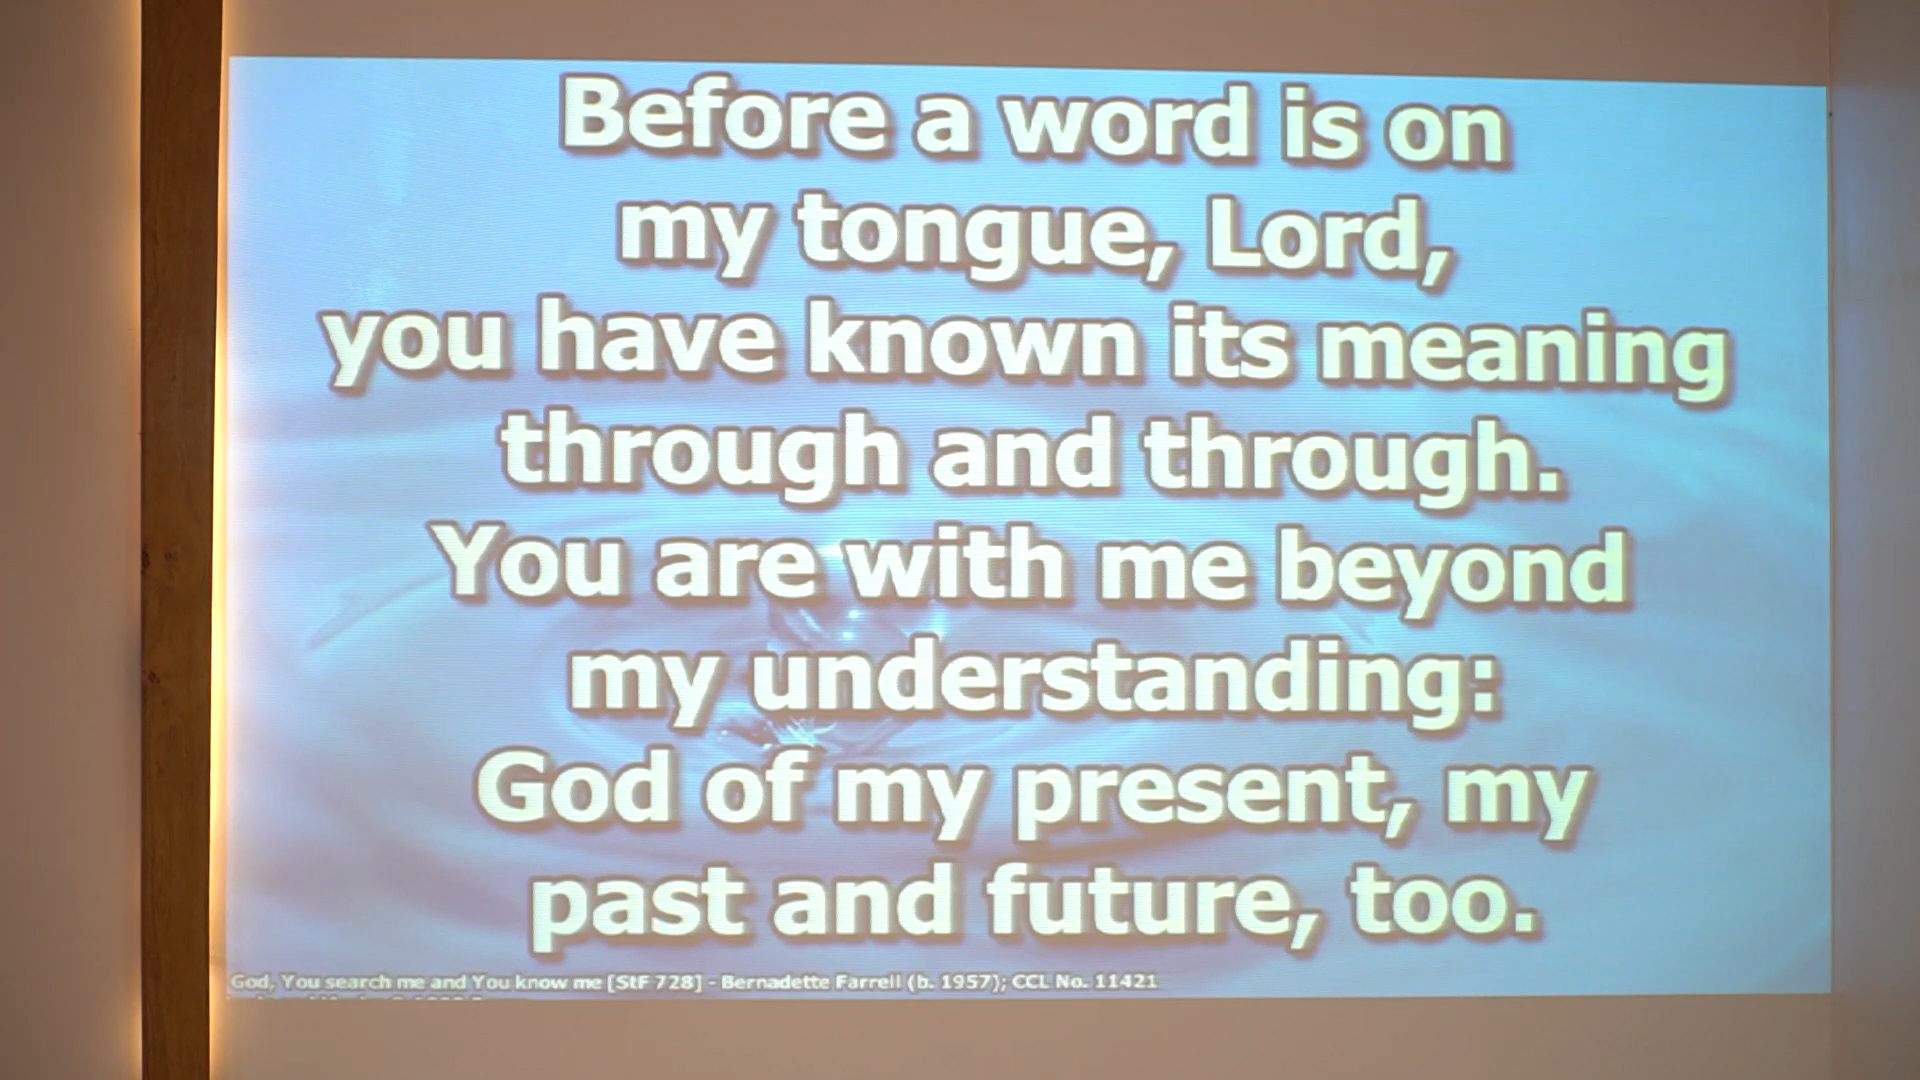 Before a word is on
my tongue, Lord,
you have known its meaning
through and through.
You are with me beyond
my understanding:
God of my present, my
past and future, too.
God, You search me and You know me [StF 728] - Bernadette Farrell (b. 1957); CCL No. 11421